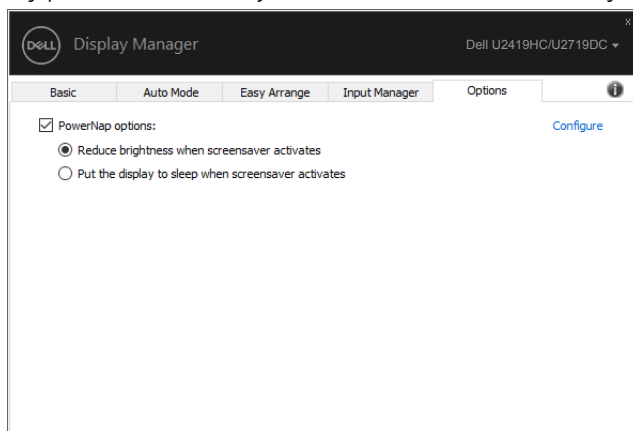 DELL Display Manager
Dell U2419HC/U2719DC
x
Basic Auto Mode Easy Arrange Input Manager Options
PowerNap options: Configure
Reduce brightness when screensaver activates
Put the display to sleep when screensaver activates